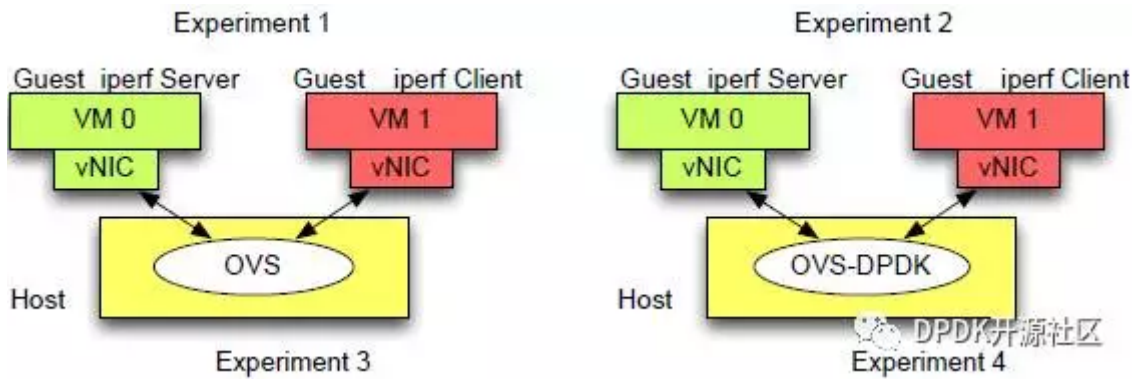 Experiment 1
Experiment 2
Guest iperf Server
Guest iperf Client
Guest iperf Server
Guest iperf Client
VM 0
VM 1
VM 0
VM 1
vNIC
vNIC
vNIC
vNIC
OVS
OVS-DPDK
Host
Host
DPDK开源社区
Experiment 3
Experiment 4